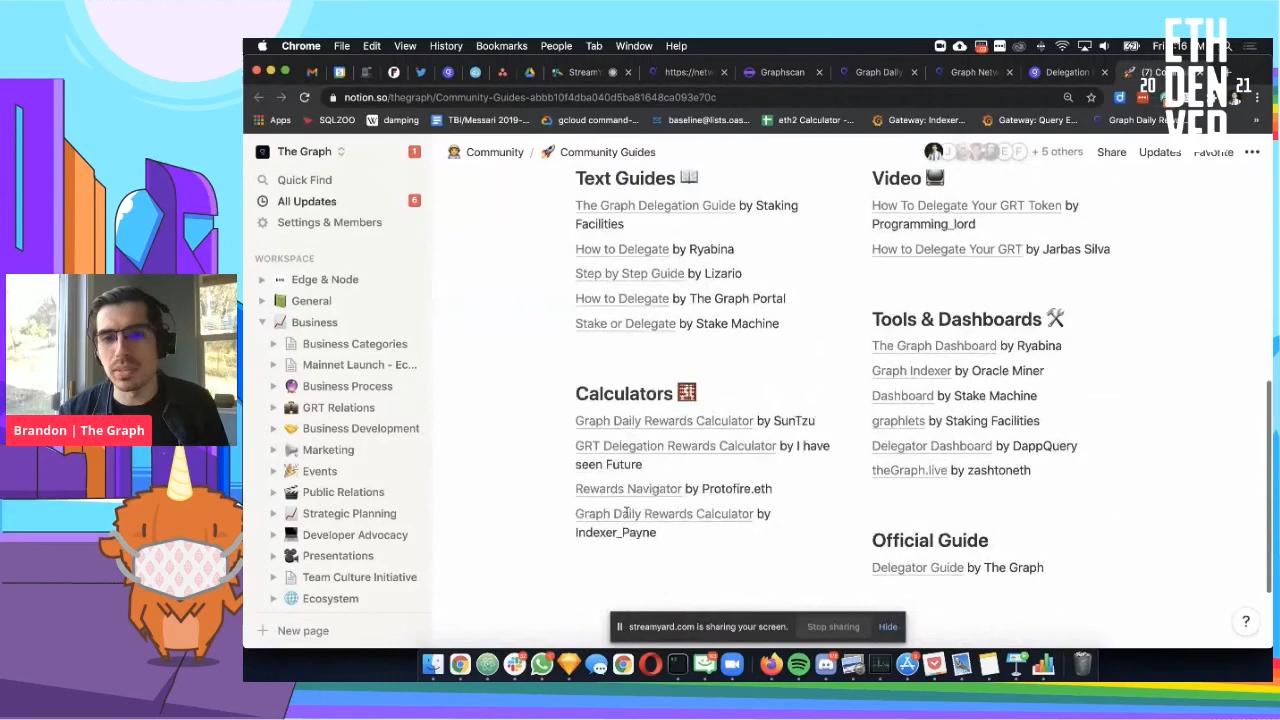 ETH
DEN
VER
20 21
Chrome File Edit View History Bookmarks People Tab Window Help
Stream
https://netw
Graphscan
Graph Daily
Graph Netw
Delegation
notion.so/thegraph/Community-Guides-abbb10f4dba040d5ba81648ca093e70c
Apps SQLZOO damping TBI/Messari 2019-... gcloud command-... baseline@lists.oas... eth2 Calculator -... Gateway: Indexer... Gateway: Query E... Graph Daily
The Graph 1
Community / Community Guides
+ 5 others Share Updates Favorite
Quick Find
All Updates 6
Settings & Members
WORKSPACE
Edge & Node
General
Business
Business Categories
Mainnet Launch - Ec...
Business Process
GRT Relations
Business Development
Marketing
Events
Public Relations
Strategic Planning
Developer Advocacy
Presentations
Team Culture Initiative
Ecosystem
New page
Text Guides
The Graph Delegation Guide by Staking
Facilities
How to Delegate by Ryabina
Step by Step Guide by Lizario
How to Delegate by The Graph Portal
Stake or Delegate by Stake Machine
Calculators
Graph Daily Rewards Calculator by SunTzu
GRT Delegation Rewards Calculator by I have
seen Future
Rewards Navigator by Protofire.eth
Graph Daily Rewards Calculator by
Indexer_Payne
Video
How To Delegate Your GRT Token by
Programming_lord
How to Delegate Your GRT by Jarbas Silva
Tools & Dashboards
The Graph Dashboard by Ryabina
Graph Indexer by Oracle Miner
Dashboard by Stake Machine
graphlets by Staking Facilities
Delegator Dashboard by DappQuery
theGraph.live by zashtoneth
Official Guide
Delegator Guide by The Graph
?
streamyard.com is sharing your screen. Stop sharing Hide
Brandon | The Graph